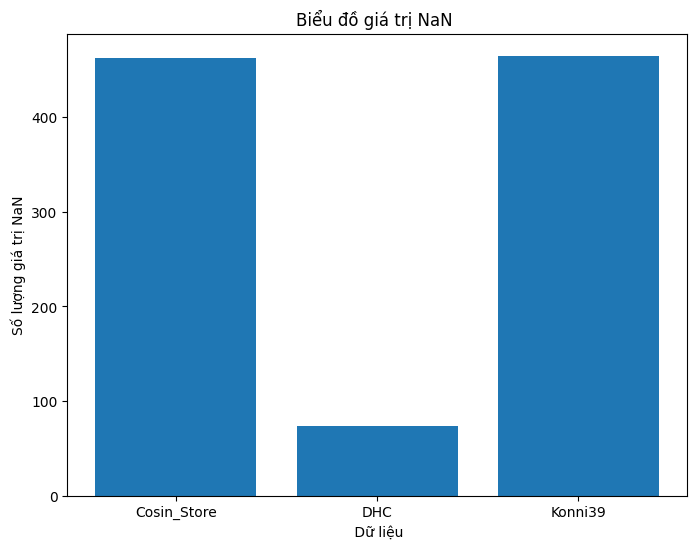 Biểu đồ giá trị NaN
Số lượng giá trị NaN
400
300
200
100
0
Cosin_Store
DHC
Konni39
Dữ liệu